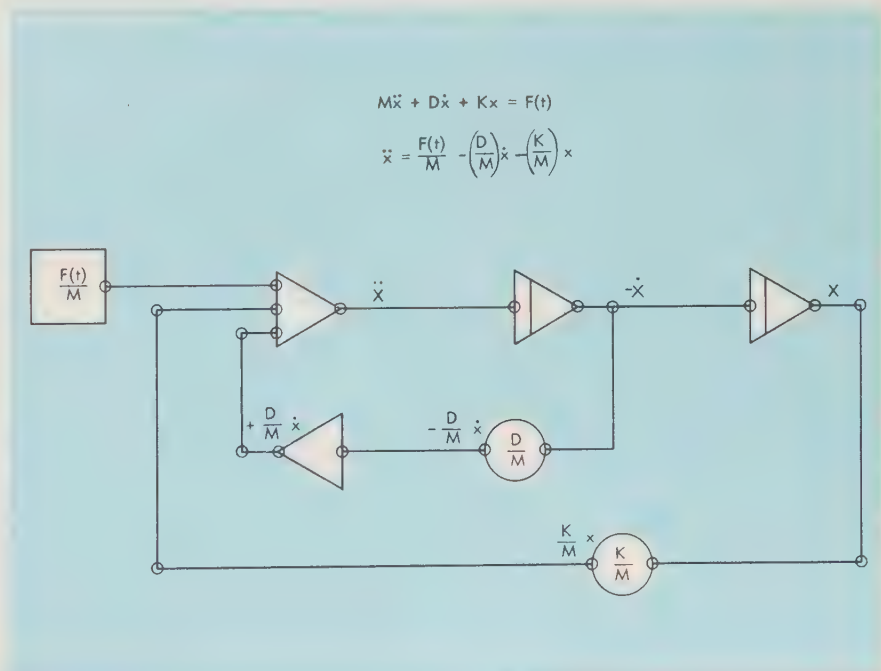 Mẍ + Dẋ + Kx = F(t)
ẍ = F(t)/M - (D/M) ẋ - (K/M) x
F(t)/M
Ẍ
-Ẋ
X
+ D/M ẋ
- D/M ẋ
D/M
K/M x
K/M